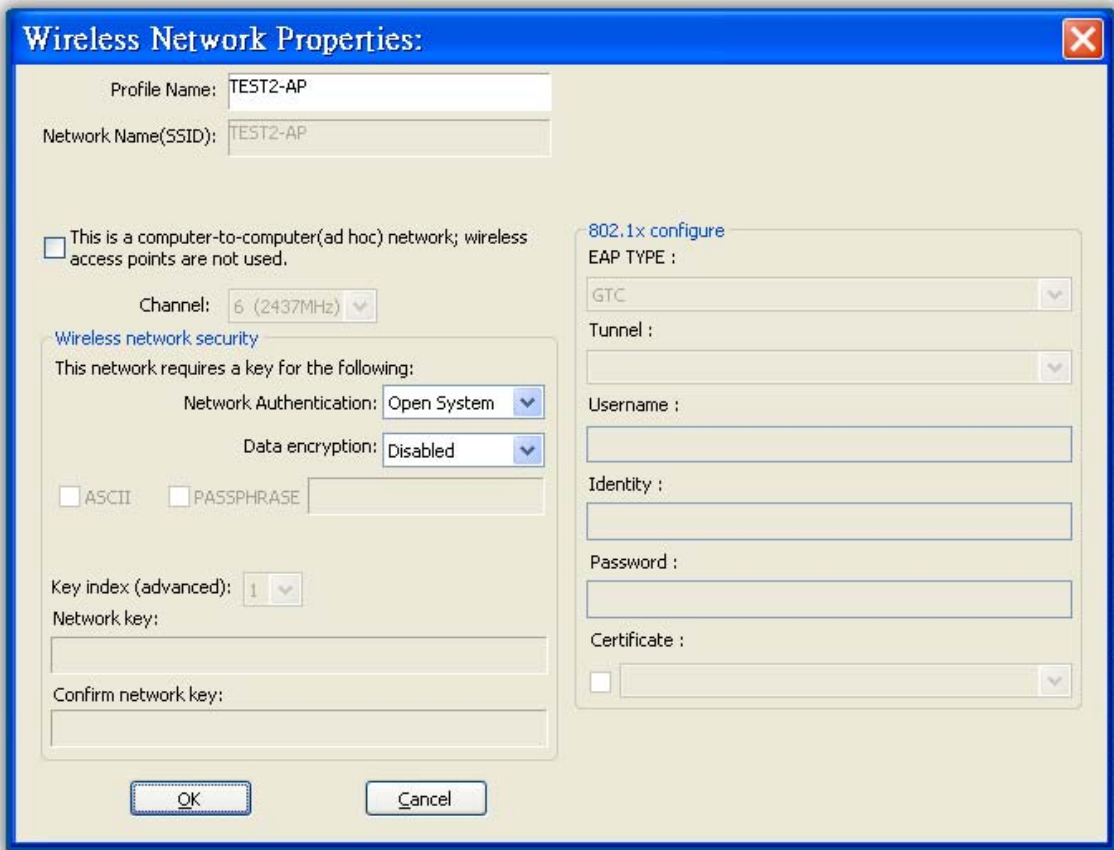 Wireless Network Properties:
Profile Name: TEST2-AP
Network Name(SSID): TEST2-AP
This is a computer-to-computer(ad hoc) network; wireless
access points are not used.
Channel: 6 (2437MHz)
Wireless network security
This network requires a key for the following:
Network Authentication: Open System
Data encryption: Disabled
ASCII PASSPHRASE
Key index (advanced): 1
Network key:
Confirm network key:
802.1x configure
EAP TYPE :
GTC
Tunnel :
Username :
Identity :
Password :
Certificate :
OK Cancel